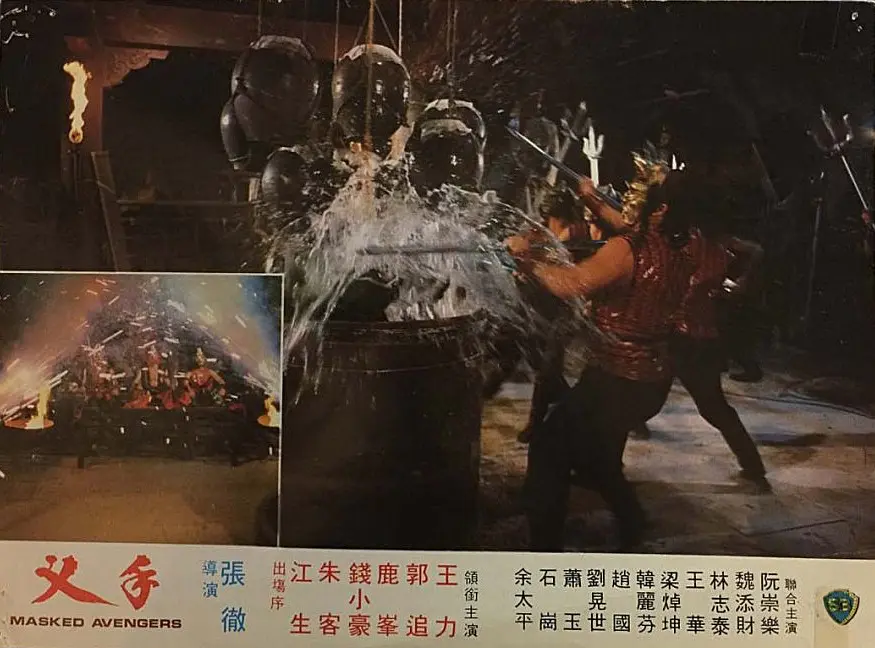 聯合主演
阮崇樂
魏添財
林志泰
王華
梁焯坤
韓麗芬
趙國
劉晃世
蕭玉
石崗
余太平
領銜主演
王力
郭追
鹿峯
錢小豪
朱客
江生
出塲序
張徹
導演
叉手
MASKED AVENGERS
SB